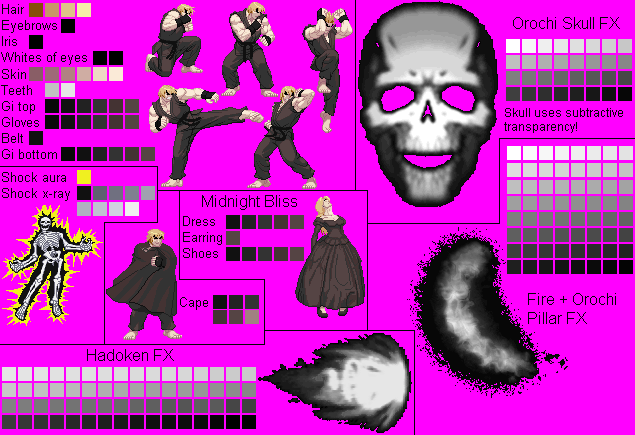 Hair
Eyebrows
Iris
Whites of eyes
Skin
Teeth
Gi top
Gloves
Belt
Gi bottom
Shock aura
Shock x-ray
Orochi Skull FX
Skull uses subtractive
transparency!
Midnight Bliss
Dress
Earring
Shoes
Cape
Fire + Orochi
Pillar FX
Hadoken FX